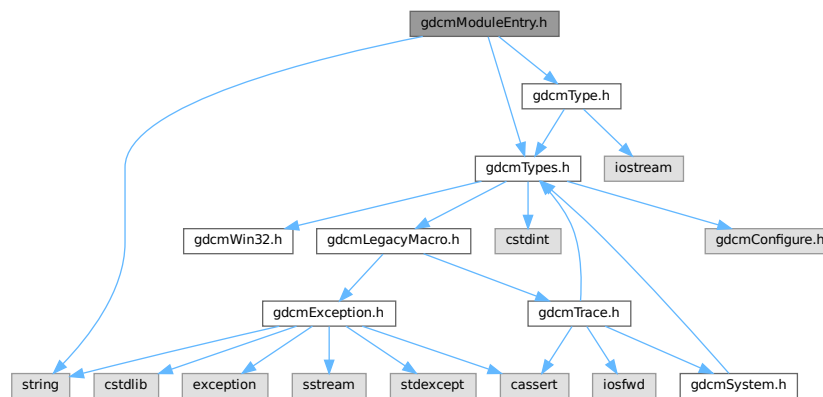 gdcmModuleEntry.h
gdcmType.h
gdcmTypes.h
iostream
gdcmWin32.h
gdcmLegacyMacro.h
cstdint
gdcmConfigure.h
gdcmException.h
gdcmTrace.h
string
cstdlib
exception
sstream
stdexcept
cassert
iosfwd
gdcmSystem.h